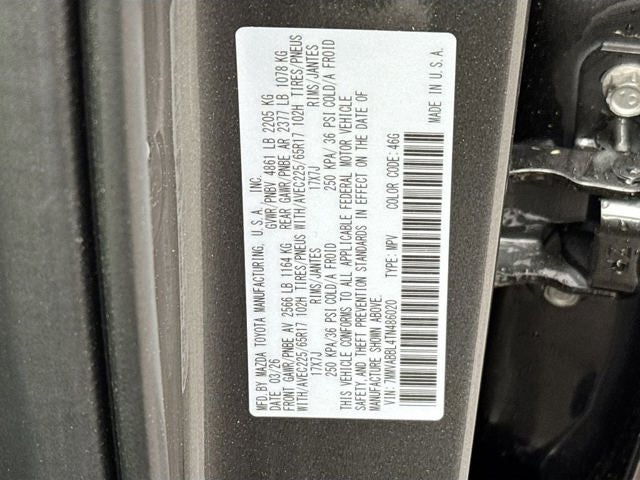 MFD.BY MAZDA TOYOTA MANUFACTURING, U.S.A., INC.
DATE: 03/26 GVWR/PNBV 4861 LB 2205 KG
FRONT GAWR/PNBE AV 2566 LB 1164 KG REAR GAWR/PNBE AR 2377 LB 1078 KG
WITH/AVEC225/65R17 102H TIRES/PNEUS WITH/AVEC225/65R17 102H TIRES/PNEUS
17X7J RIMS/JANTES 17X7J RIMS/JANTES
250 KPA/ 36 PSI COLD/A FROID 250 KPA/ 36 PSI COLD/A FROID
THIS VEHICLE CONFORMS TO ALL APPLICABLE FEDERAL MOTOR VEHICLE
SAFETY, AND THEFT PREVENTION STANDARDS IN EFFECT ON THE DATE OF
MANUFACTURE SHOWN ABOVE.
VIN: 7MMVABBL4TN486020 TYPE: MPV COLOR CODE:46G
MADE IN U.S.A.